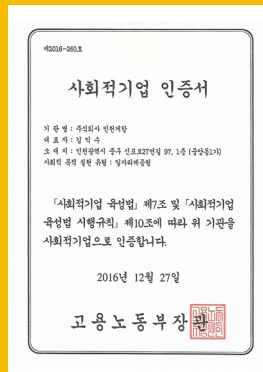 제2016-260호
사회적기업 인증서
기 관 명 : 주식회사 인천재활
대 표 자 : 김익수
소 재 지 : 인천광역시 중구 신포로27번길 97, 1층 (중앙동1가)
사회적 목적 실현 유형 : 일자리제공형
「사회적기업 육성법」 제7조 및 「사회적기업
육성법 시행규칙」 제10조에 따라 위 기관을
사회적기업으로 인증합니다.
2016년 12월 27일
고용노동부장관